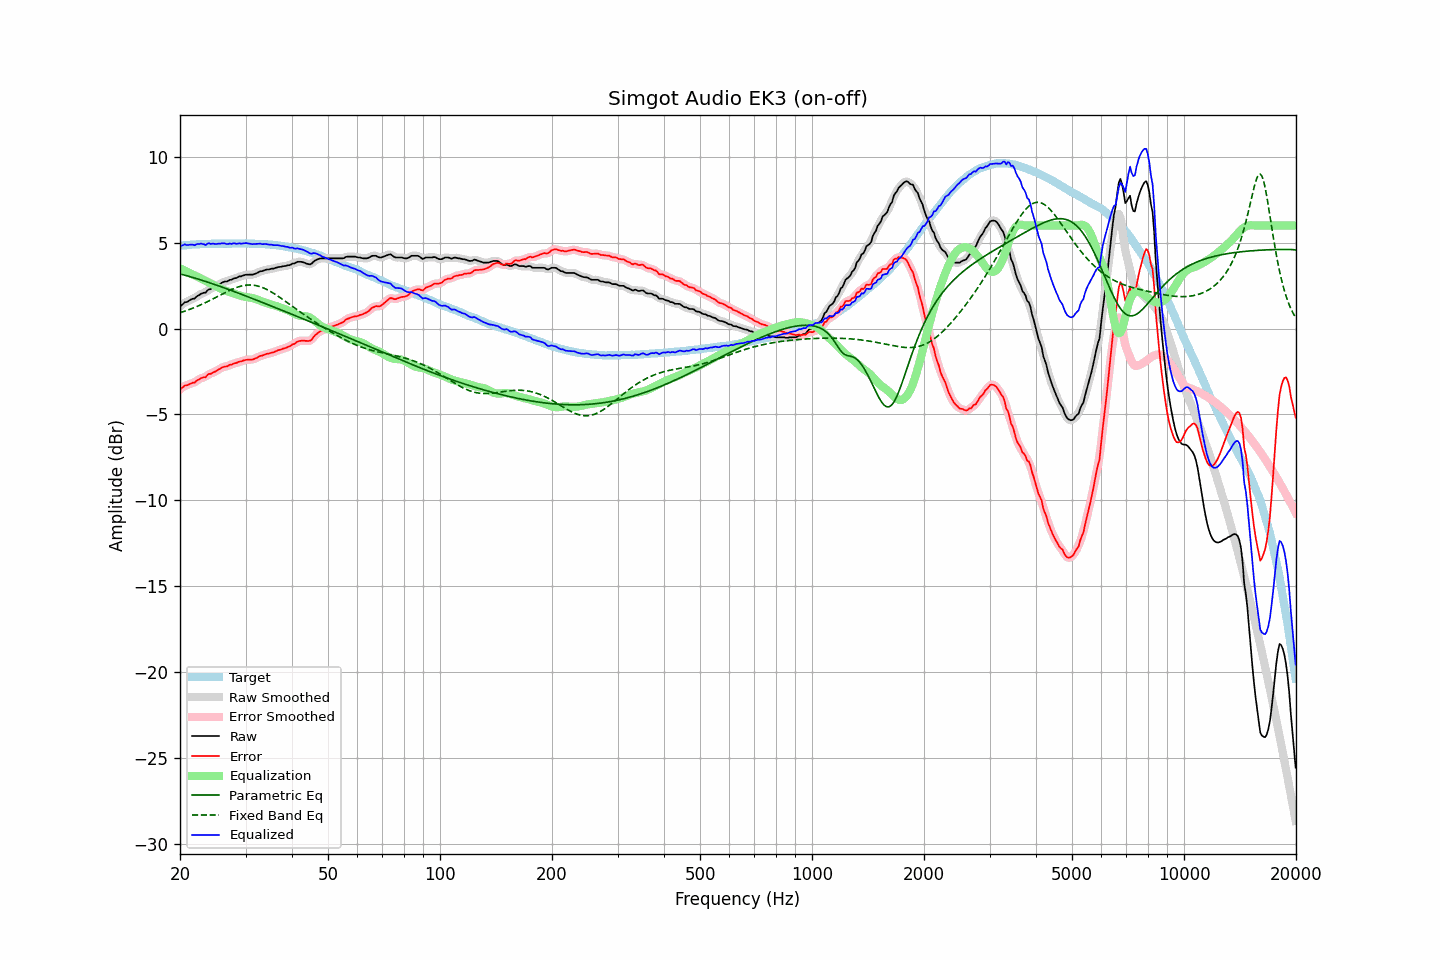 Simgot Audio EK3 (on-off)
10
5
0
−5
−10
−15
−20
−25
−30
Amplitude (dBr)
Target
Raw Smoothed
Error Smoothed
Raw
Error
Equalization
Parametric Eq
Fixed Band Eq
Equalized
20 50 100 200 500 1000 2000 5000 10000 20000
Frequency (Hz)